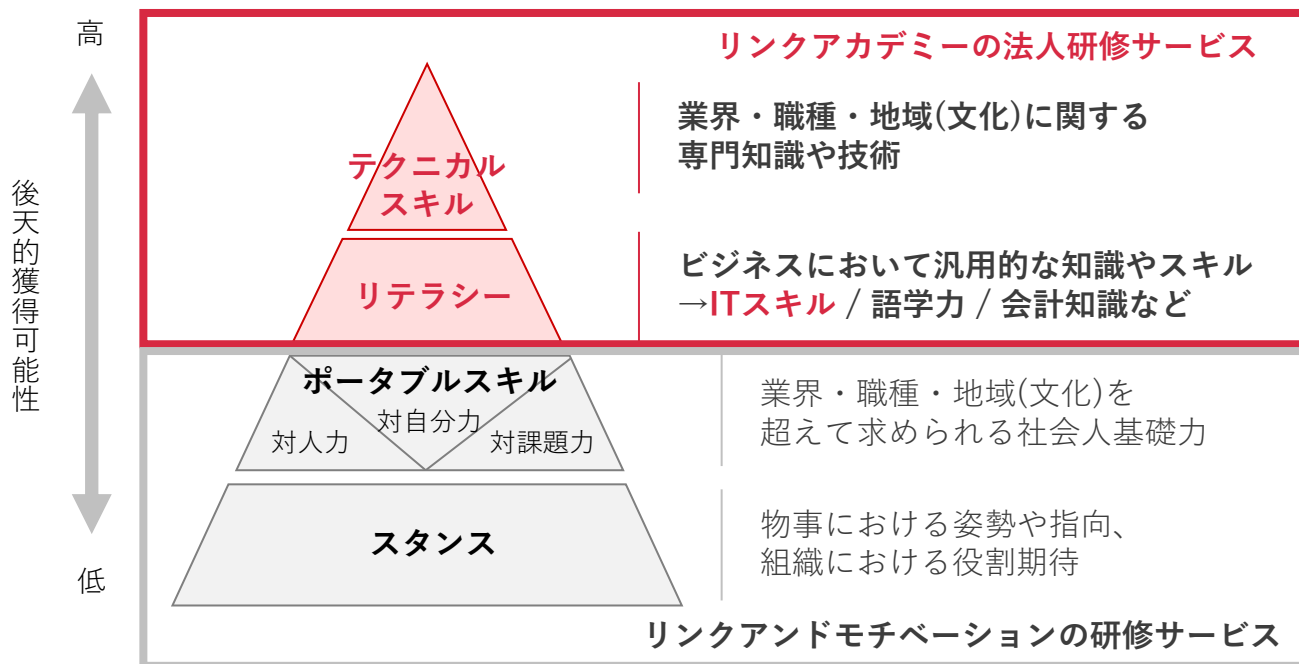 高
後天的獲得可能性
低
リンクアカデミーの法人研修サービス
テクニカル
スキル
業界・職種・地域(文化)に関する
専門知識や技術
リテラシー
ビジネスにおいて汎用的な知識やスキル
→ITスキル / 語学力 / 会計知識など
ポータブルスキル
対人力
対自分力
対課題力
業界・職種・地域(文化)を
超えて求められる社会人基礎力
スタンス
物事における姿勢や指向、
組織における役割期待
リンクアンドモチベーションの研修サービス